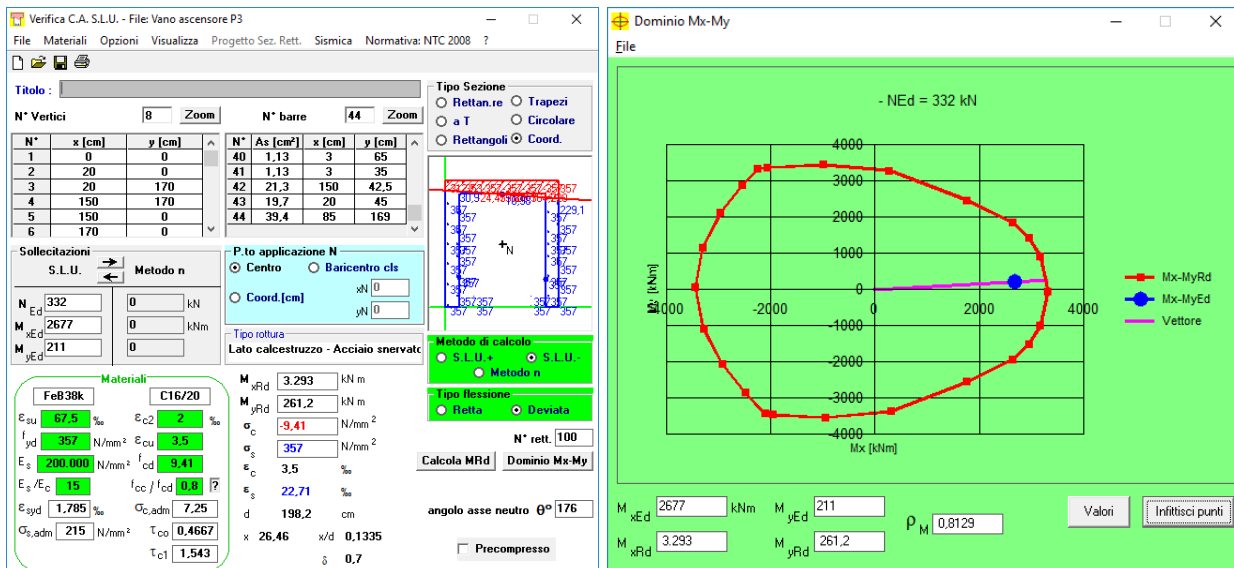 Verifica C.A. S.L.U. - File: Vano ascensore P3
File Materiali Opzioni Visualizza Progetto Sez. Rett. Sismica Normativa: NTC 2008 ?
Titolo :
N° Vertici 8 Zoom N° barre 44 Zoom
N° x [cm] y [cm]
1 0 0
2 20 0
3 20 170
4 150 170
5 150 0
6 170 0
N° As [cm²] x [cm] y [cm]
40 1,13 3 65
41 1,13 3 35
42 21,3 150 42,5
43 19,7 20 45
44 39,4 85 169
Tipo Sezione
Rettan.re Trapezi
a T Circolare
Rettangoli Coord.
N
Sollecitazioni
S.L.U. Metodo n
N Ed 332 0 kN
M xEd 2677 0 kNm
M yEd 211 0
P.to applicazione N
Centro Baricentro cls
Coord.[cm] xN 0
yN 0
Tipo rottura
Lato calcestruzzo - Acciaio snervato
Metodo di calcolo
S.L.U.+ S.L.U.-
Metodo n
Tipo flessione
Retta Deviata
N° rett. 100
Calcola MRd Dominio Mx-My
angolo asse neutro θ° 176
Precompresso
Materiali
FeB38k C16/20
εsu 67,5 ‰ εc2 2 ‰
fyd 357 N/mm² εcu 3,5
Es 200.000 N/mm² fcd 9,41
Es/Ec 15 fcc / fcd 0,8 ?
εsyd 1,785 ‰ σc,adm 7,25
σs,adm 215 N/mm² τco 0,4667
τc1 1,543
M xRd 3.293 kN m
M yRd 261,2 kN m
σc -9,41 N/mm²
σs 357 N/mm²
εc 3,5 ‰
εs 22,71 ‰
d 198,2 cm
x 26,46 x/d 0,1335
δ 0,7
Dominio Mx-My
File
- NEd = 332 kN
4000
3000
2000
1000
0
-1000
-2000
-3000
-4000
-4000 -2000 0 2000 4000
Mx [kNm]
Mx-MyRd
Mx-MyEd
Vettore
M xEd 2677 kNm M yEd 211
M xRd 3.293 M yRd 261,2
ρ M 0,8129
Valori Infittisci punti